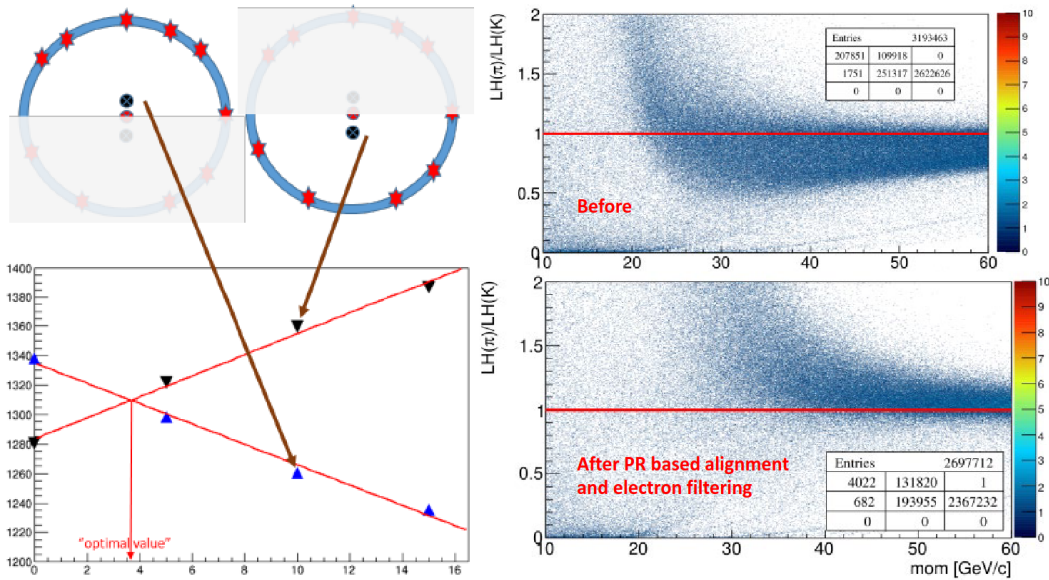 1400
1380
1360
1340
1320
1300
1280
1260
1240
1220
1200
0 2 4 6 8 10 12 14 16
"optimal value"
LH(π)/LH(K)
2
1.5
1
0.5
0
10 20 30 40 50 60
Before
Entries 3193463
207851 109918 0
1751 251317 2622626
0 0 0
10
9
8
7
6
5
4
3
2
1
0
LH(π)/LH(K)
2
1.5
1
0.5
0
10 20 30 40 50 60
mom [GeV/c]
After PR based alignment
and electron filtering
Entries 2697712
4022 131820 1
682 193955 2367232
0 0 0
10
9
8
7
6
5
4
3
2
1
0